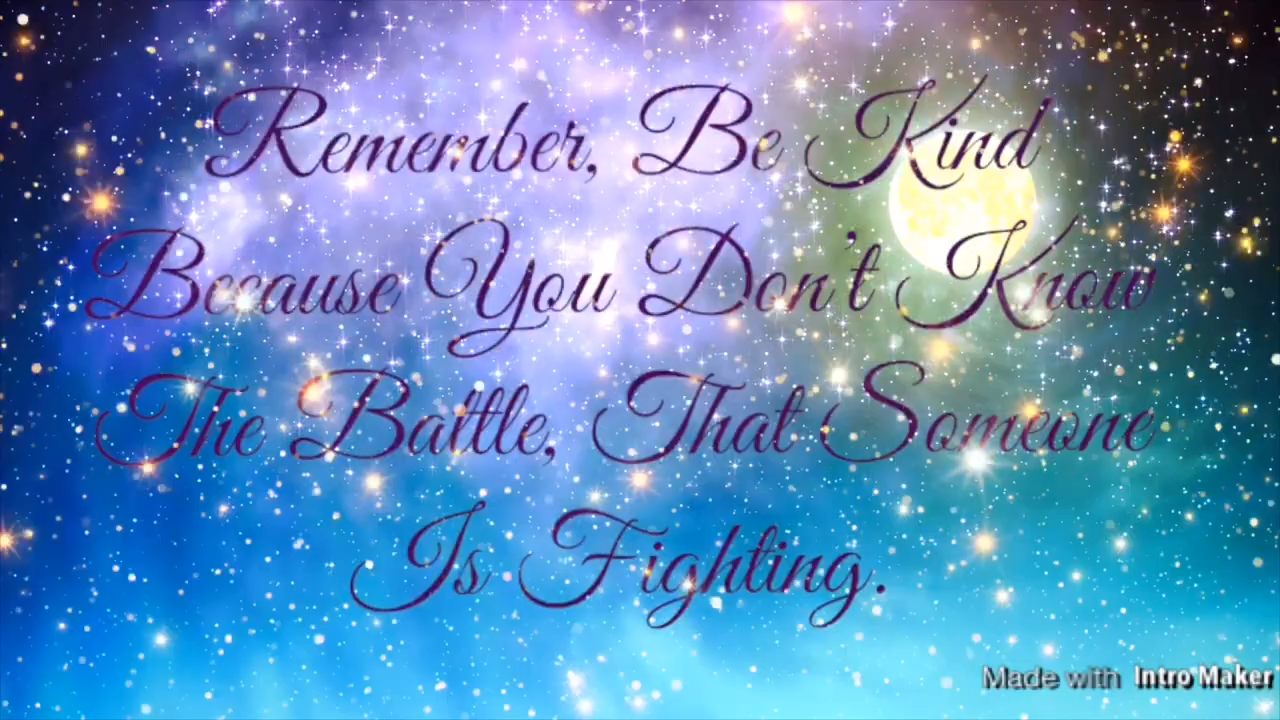 Remember, Be Kind
Because You Don't Know
The Battle, That Someone
Is Fighting.
Made with Intro Maker